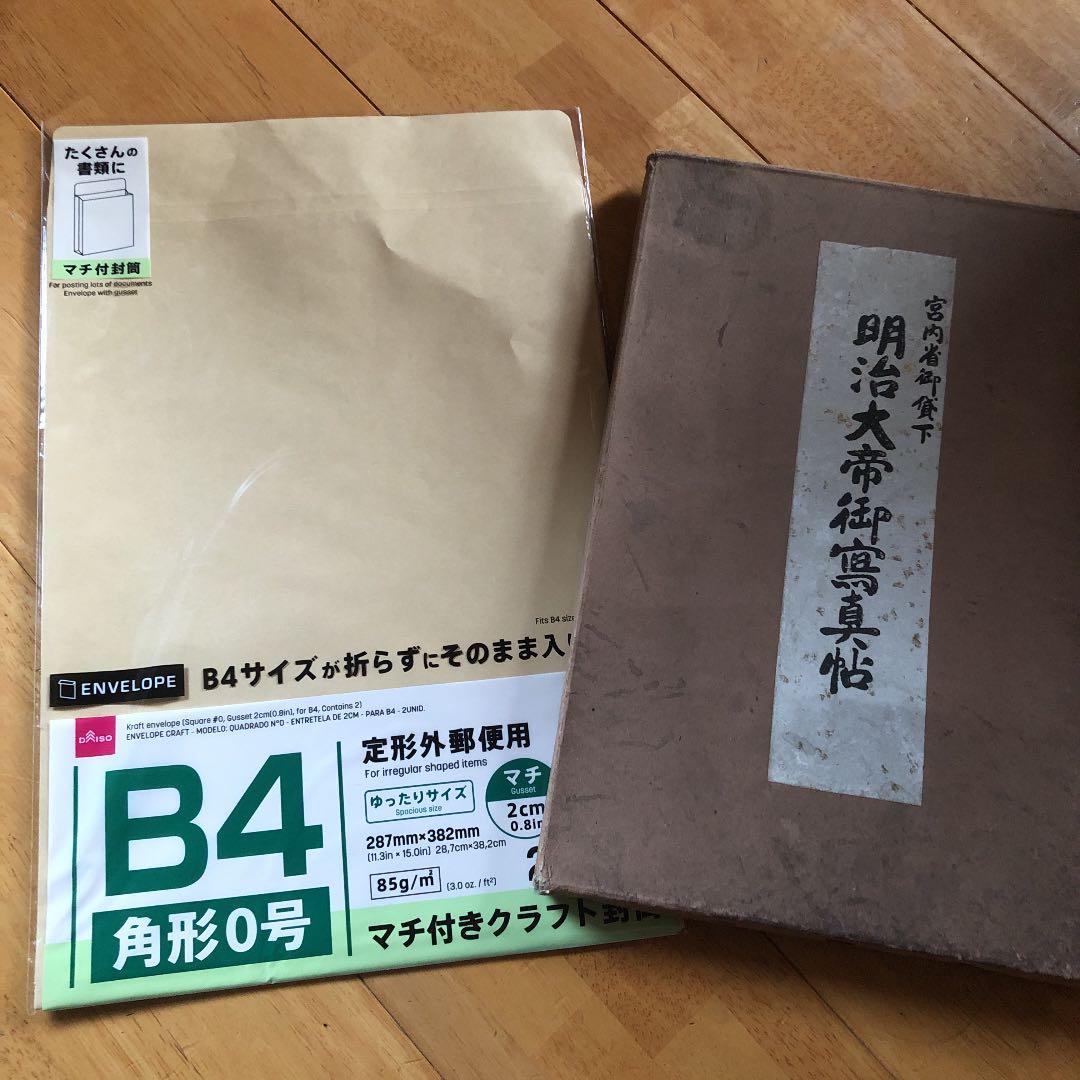 たくさんの
書類に
マチ付封筒
For posting lots of documents
Envelope with gusset
Fits B4 size
ENVELOPE
B4サイズが折らずにそのまま入り
DAISO
Kraft envelope (Square #0, Gusset 2cm(0.8in), for B4, Contains 2)
ENVELOPE CRAFT - MODELO: QUADRADO Nº0 - ENTRETELA DE 2CM - PARA B4 - 2UNID.
B4
角形0号
定形外郵便用
For irregular shaped items
ゆったりサイズ
Spacious size
マチ
Gusset
2cm
0.8in
287mm×382mm
(11.3in × 15.0in) 28,7cm×38,2cm
85g/㎡
(3.0 oz. / ft²)
マチ付きクラフト封筒
宮内省御貸下
明治大帝御寫真帖